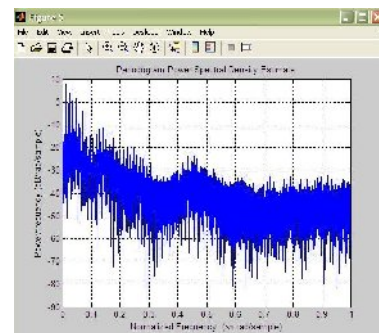 Figure 5
File Edit View Insert Tools Desktop Window Help
Periodogram Power Spectral Density Estimate
10
0
-10
-20
-30
-40
-50
-60
-70
-80
-90
0 0.1 0.2 0.3 0.4 0.5 0.6 0.7 0.8 0.9 1
Power/frequency (dB/rad/sample)
Normalized Frequency (×π rad/sample)